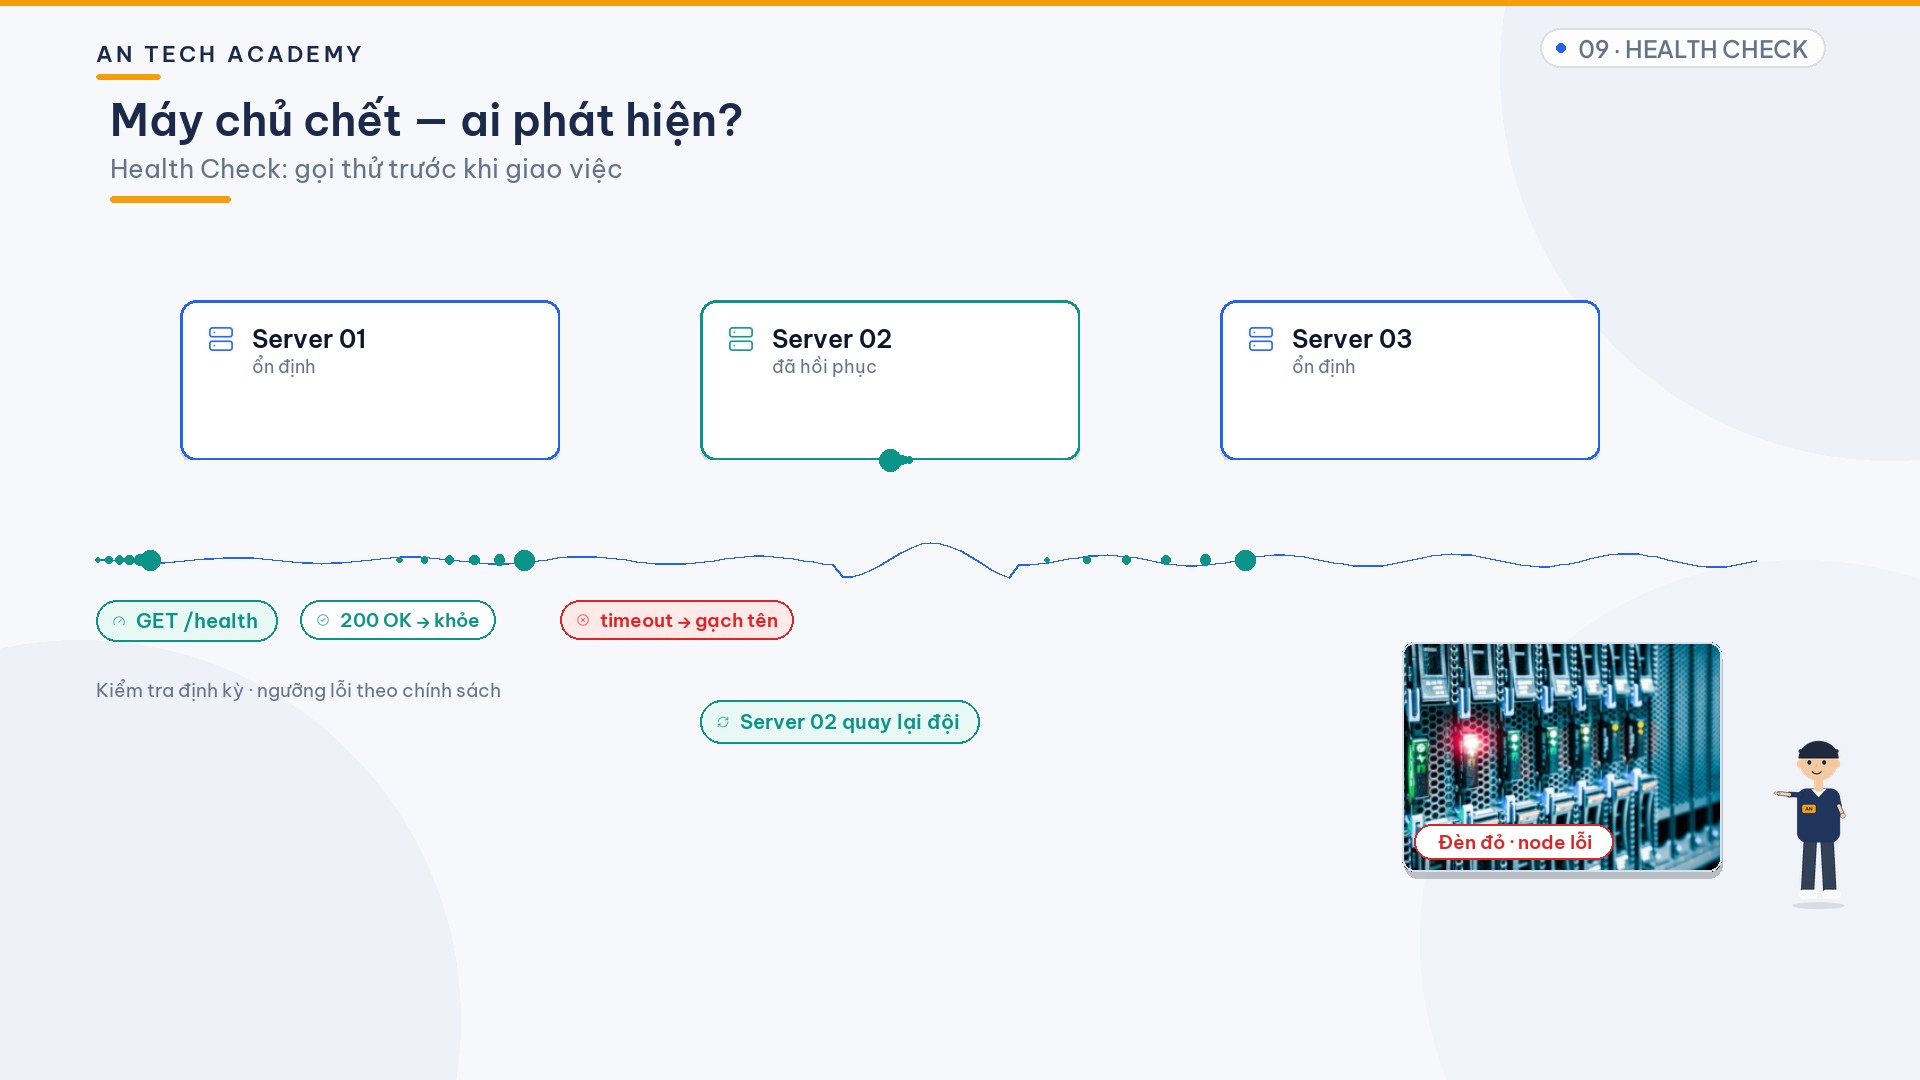 AN TECH ACADEMY
09 · HEALTH CHECK
Máy chủ chết — ai phát hiện?
Health Check: gọi thử trước khi giao việc
Server 01
ổn định
Server 02
đã hồi phục
Server 03
ổn định
GET /health
200 OK → khỏe
timeout → gạch tên
Kiểm tra định kỳ · ngưỡng lỗi theo chính sách
Server 02 quay lại đội
Đèn đỏ · node lỗi
AN